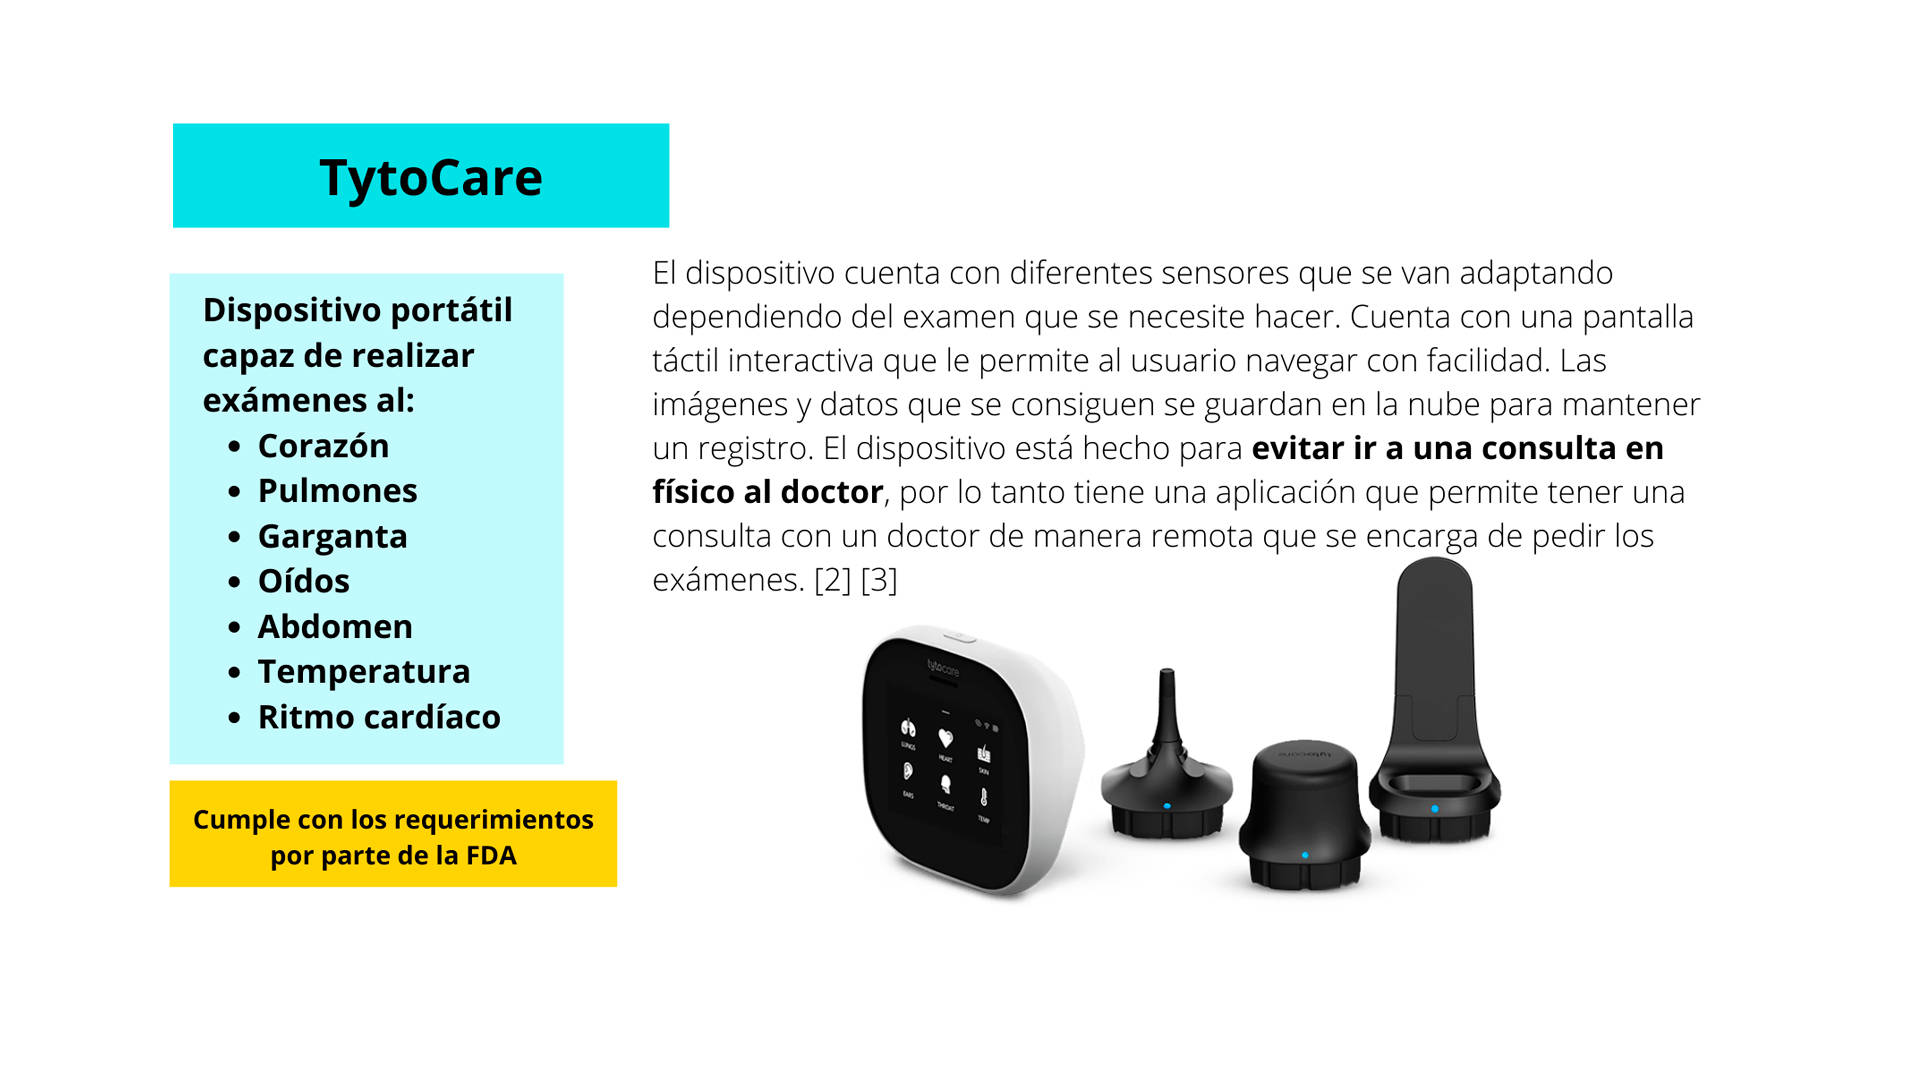 TytoCare
Dispositivo portátil
capaz de realizar
exámenes al:
• Corazón
• Pulmones
• Garganta
• Oídos
• Abdomen
• Temperatura
• Ritmo cardíaco
Cumple con los requerimientos
por parte de la FDA
El dispositivo cuenta con diferentes sensores que se van adaptando
dependiendo del examen que se necesite hacer. Cuenta con una pantalla
táctil interactiva que le permite al usuario navegar con facilidad. Las
imágenes y datos que se consiguen se guardan en la nube para mantener
un registro. El dispositivo está hecho para evitar ir a una consulta en
físico al doctor, por lo tanto tiene una aplicación que permite tener una
consulta con un doctor de manera remota que se encarga de pedir los
exámenes. [2] [3]
tytocare
LUNGS HEART SKIN
EARS THROAT TEMP
tytocare